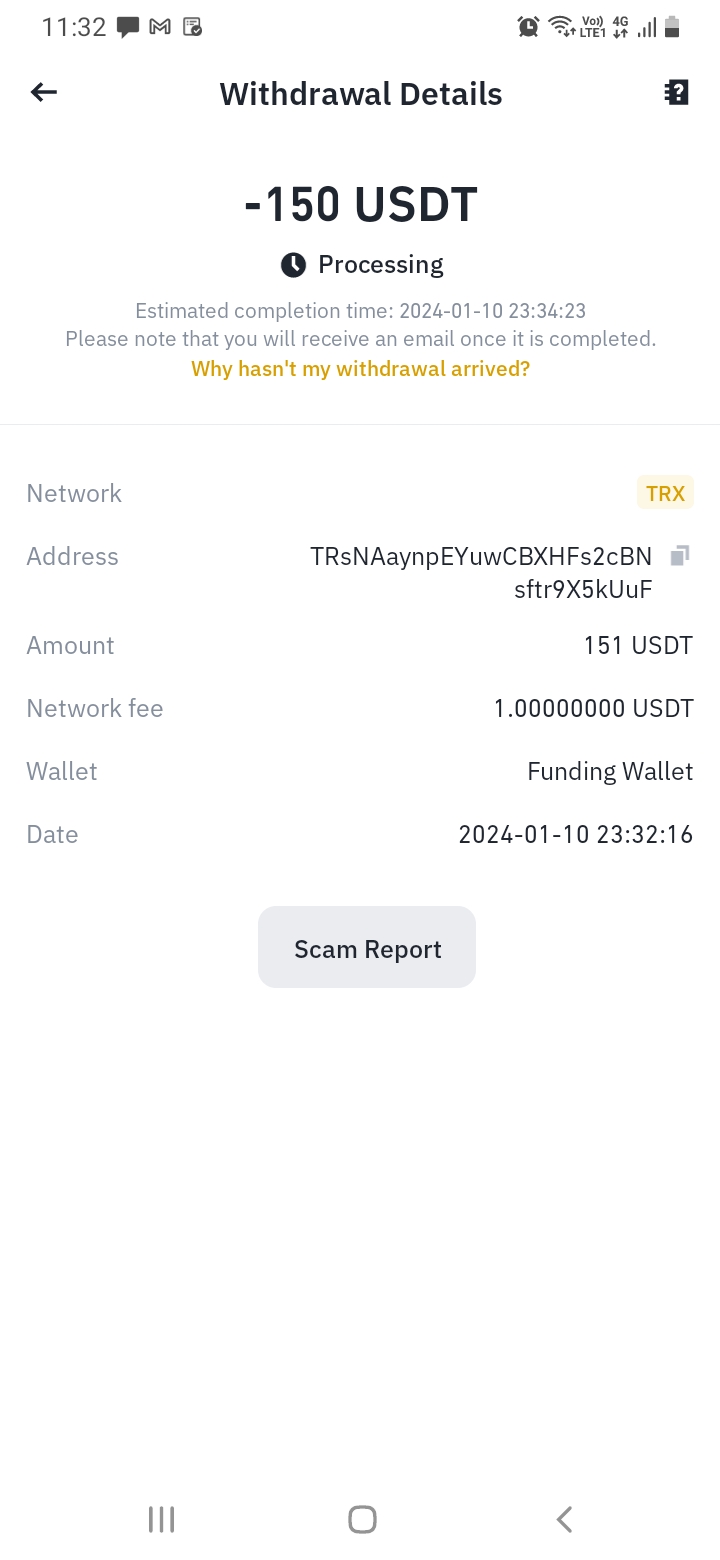 11:32 Vo)) LTE1 4G
Withdrawal Details
-150 USDT
Processing
Estimated completion time: 2024-01-10 23:34:23
Please note that you will receive an email once it is completed.
Why hasn't my withdrawal arrived?
Network TRX
Address TRsNAaynpEYuwCBXHFs2cBN
sftr9X5kUuF
Amount 151 USDT
Network fee 1.00000000 USDT
Wallet Funding Wallet
Date 2024-01-10 23:32:16
Scam Report